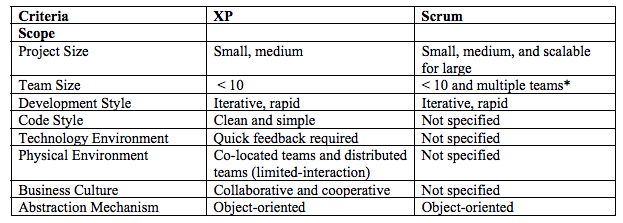 Criteria XP Scrum
Scope
Project Size Small, medium Small, medium, and scalable
for large
Team Size < 10 < 10 and multiple teams*
Development Style Iterative, rapid Iterative, rapid
Code Style Clean and simple Not specified
Technology Environment Quick feedback required Not specified
Physical Environment Co-located teams and distributed Not specified
teams (limited-interaction)
Business Culture Collaborative and cooperative Not specified
Abstraction Mechanism Object-oriented Object-oriented